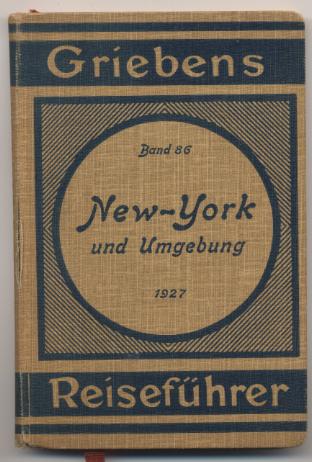 Griebens
Band 86
New-York
und Umgebung
1927
Reiseführer